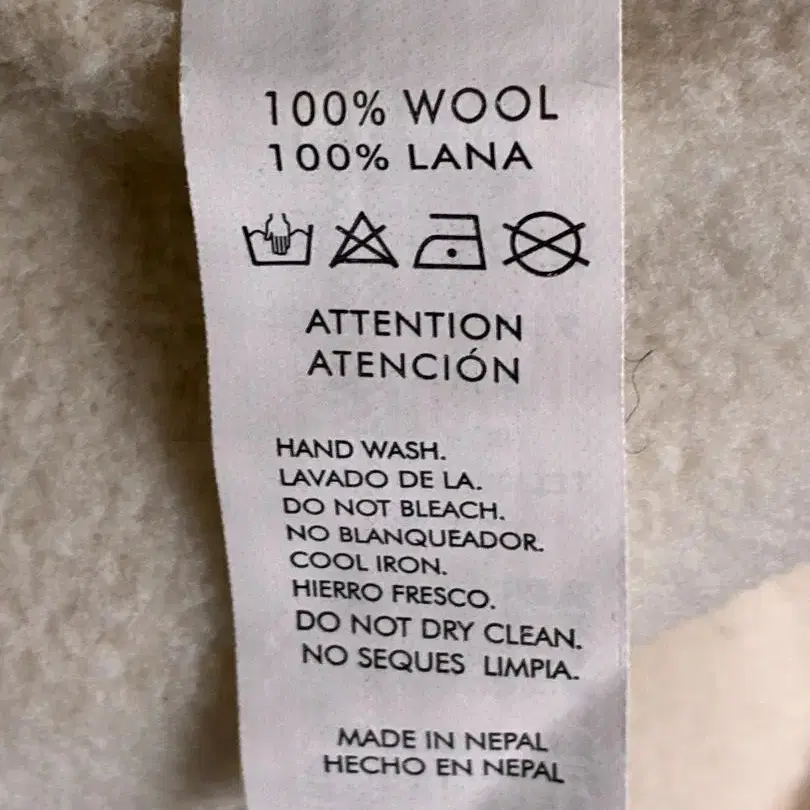 100% WOOL
100% LANA
ATTENTION
ATENCIÓN
HAND WASH.
LAVADO DE LA.
DO NOT BLEACH.
NO BLANQUEADOR.
COOL IRON.
HIERRO FRESCO.
DO NOT DRY CLEAN.
NO SEQUES LIMPIA.
MADE IN NEPAL
HECHO EN NEPAL